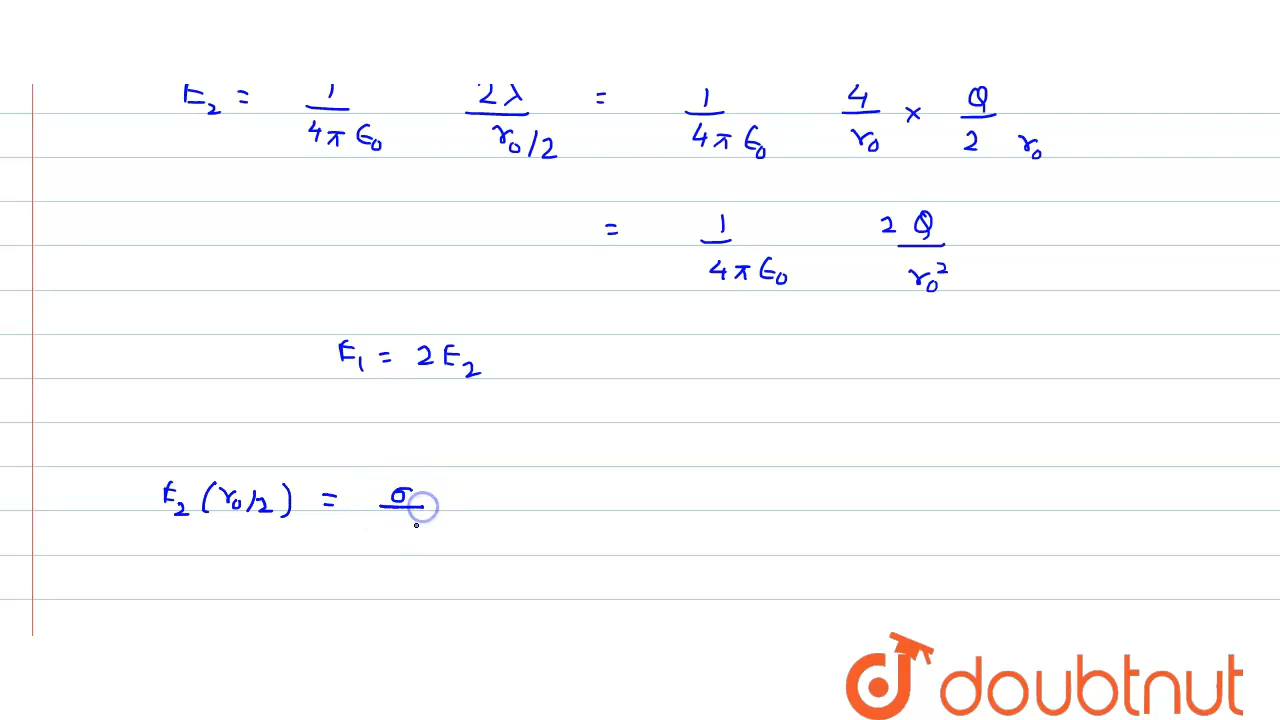 E₂ = 1/4πϵ₀ 2λ/r₀/2 = 1/4πϵ₀ 4/r₀ × Q/2 r₀
= 1/4πϵ₀ 2Q/r₀²
E₁ = 2E₂
E₂(r₀/2) = σ
doubtnut